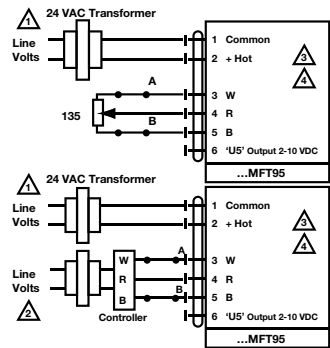 1 24 VAC Transformer
Line
Volts
1 Common
2 + Hot
3
4
A
3 W
135
4 R
B
5 B
6 'U5' Output 2-10 VDC
...MFT95
1 24 VAC Transformer
Line
Volts
1 Common
2 + Hot
3
4
Line
Volts
2
W
R
B
Controller
A
3 W
4 R
B
5 B
6 'U5' Output 2-10 VDC
...MFT95